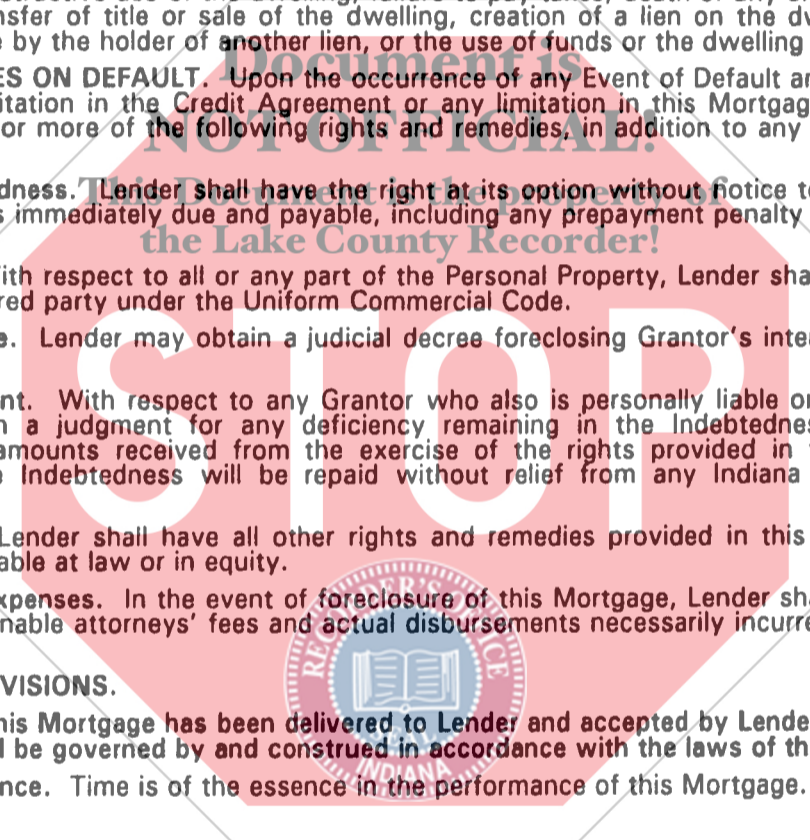 nsfer of title or sale of the dwelling, creation of a lien on the d
by the holder of another lien, or the use of funds or the dwelling
Document is
ES ON DEFAULT. Upon the occurrence of any Event of Default a
itation in the Credit Agreement or any limitation in this Mortgag
NOT OFFICIAL!
or more of the following rights and remedies, in addition to any
This Document is the property of
dness. Lender shall have the right at its option without notice t
s immediately due and payable, including any prepayment penalty
the Lake County Recorder!
ith respect to all or any part of the Personal Property, Lender sha
red party under the Uniform Commercial Code.
e. Lender may obtain a judicial decree foreclosing Grantor's inte
STOP
nt. With respect to any Grantor who also is personally liable o
n a judgment for any deficiency remaining in the Indebtednes
amounts received from the exercise of the rights provided in
Indebtedness will be repaid without relief from any Indiana
Lender shall have all other rights and remedies provided in this
able at law or in equity.
xpenses. In the event of foreclosure of this Mortgage, Lender sh
nable attorneys' fees and actual disbursements necessarily incurre
RECORDER'S OFFICE
SEAL
INDIANA
VISIONS.
his Mortgage has been delivered to Lender and accepted by Lende
l be governed by and construed in accordance with the laws of th
nce. Time is of the essence in the performance of this Mortgage.